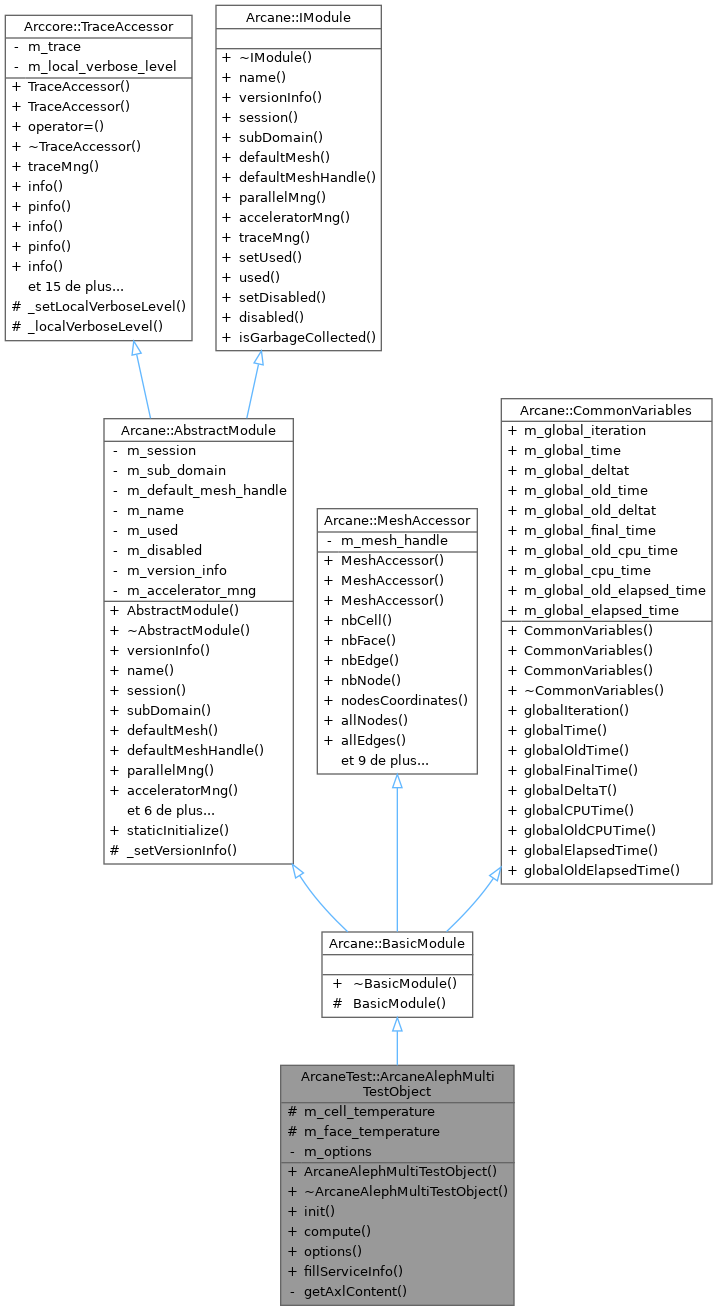 Arccore::TraceAccessor
- m_trace
- m_local_verbose_level
+ TraceAccessor()
+ TraceAccessor()
+ operator=()
+ ~TraceAccessor()
+ traceMng()
+ info()
+ pinfo()
+ info()
+ pinfo()
+ info()
et 15 de plus...
# _setLocalVerboseLevel()
# _localVerboseLevel()
Arcane::IModule
+ ~IModule()
+ name()
+ versionInfo()
+ session()
+ subDomain()
+ defaultMesh()
+ defaultMeshHandle()
+ parallelMng()
+ acceleratorMng()
+ traceMng()
+ setUsed()
+ used()
+ setDisabled()
+ disabled()
+ isGarbageCollected()
Arcane::AbstractModule
- m_session
- m_sub_domain
- m_default_mesh_handle
- m_name
- m_used
- m_disabled
- m_version_info
- m_accelerator_mng
+ AbstractModule()
+ ~AbstractModule()
+ versionInfo()
+ name()
+ session()
+ subDomain()
+ defaultMesh()
+ defaultMeshHandle()
+ parallelMng()
+ acceleratorMng()
et 6 de plus...
+ staticInitialize()
# _setVersionInfo()
Arcane::MeshAccessor
- m_mesh_handle
+ MeshAccessor()
+ MeshAccessor()
+ MeshAccessor()
+ nbCell()
+ nbFace()
+ nbEdge()
+ nbNode()
+ nodesCoordinates()
+ allNodes()
+ allEdges()
et 9 de plus...
Arcane::CommonVariables
+ m_global_iteration
+ m_global_time
+ m_global_deltat
+ m_global_old_time
+ m_global_old_deltat
+ m_global_final_time
+ m_global_old_cpu_time
+ m_global_cpu_time
+ m_global_old_elapsed_time
+ m_global_elapsed_time
+ CommonVariables()
+ CommonVariables()
+ CommonVariables()
+ ~CommonVariables()
+ globalIteration()
+ globalTime()
+ globalOldTime()
+ globalFinalTime()
+ globalDeltaT()
+ globalCPUTime()
+ globalOldCPUTime()
+ globalElapsedTime()
+ globalOldElapsedTime()
Arcane::BasicModule
+ ~BasicModule()
# BasicModule()
ArcaneTest::ArcaneAlephMulti
TestObject
# m_cell_temperature
# m_face_temperature
- m_options
+ ArcaneAlephMultiTestObject()
+ ~ArcaneAlephMultiTestObject()
+ init()
+ compute()
+ options()
+ fillServiceInfo()
- getAxlContent()